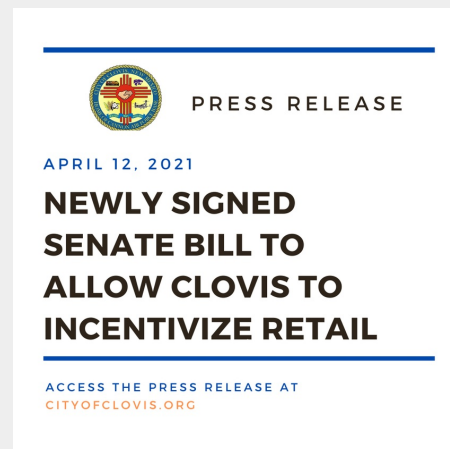 PRESS RELEASE
APRIL 12, 2021
NEWLY SIGNED
SENATE BILL TO
ALLOW CLOVIS TO
INCENTIVIZE RETAIL
ACCESS THE PRESS RELEASE AT
CITYOFCLOVIS.ORG